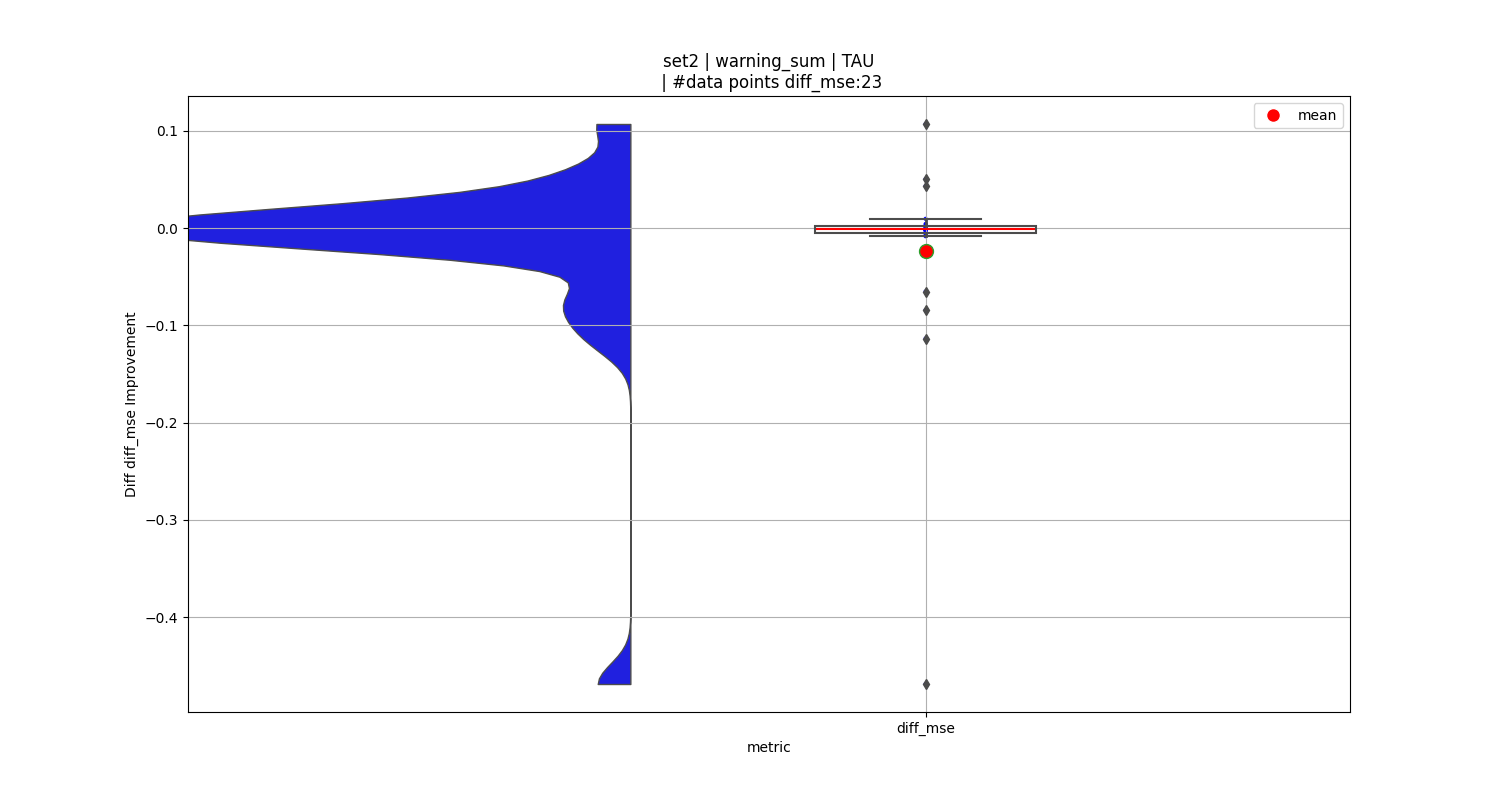 set2 | warning_sum | TAU
| #data points diff_mse:23
mean
0.1
0.0
−0.1
−0.2
−0.3
−0.4
Diff diff_mse Improvement
diff_mse
metric